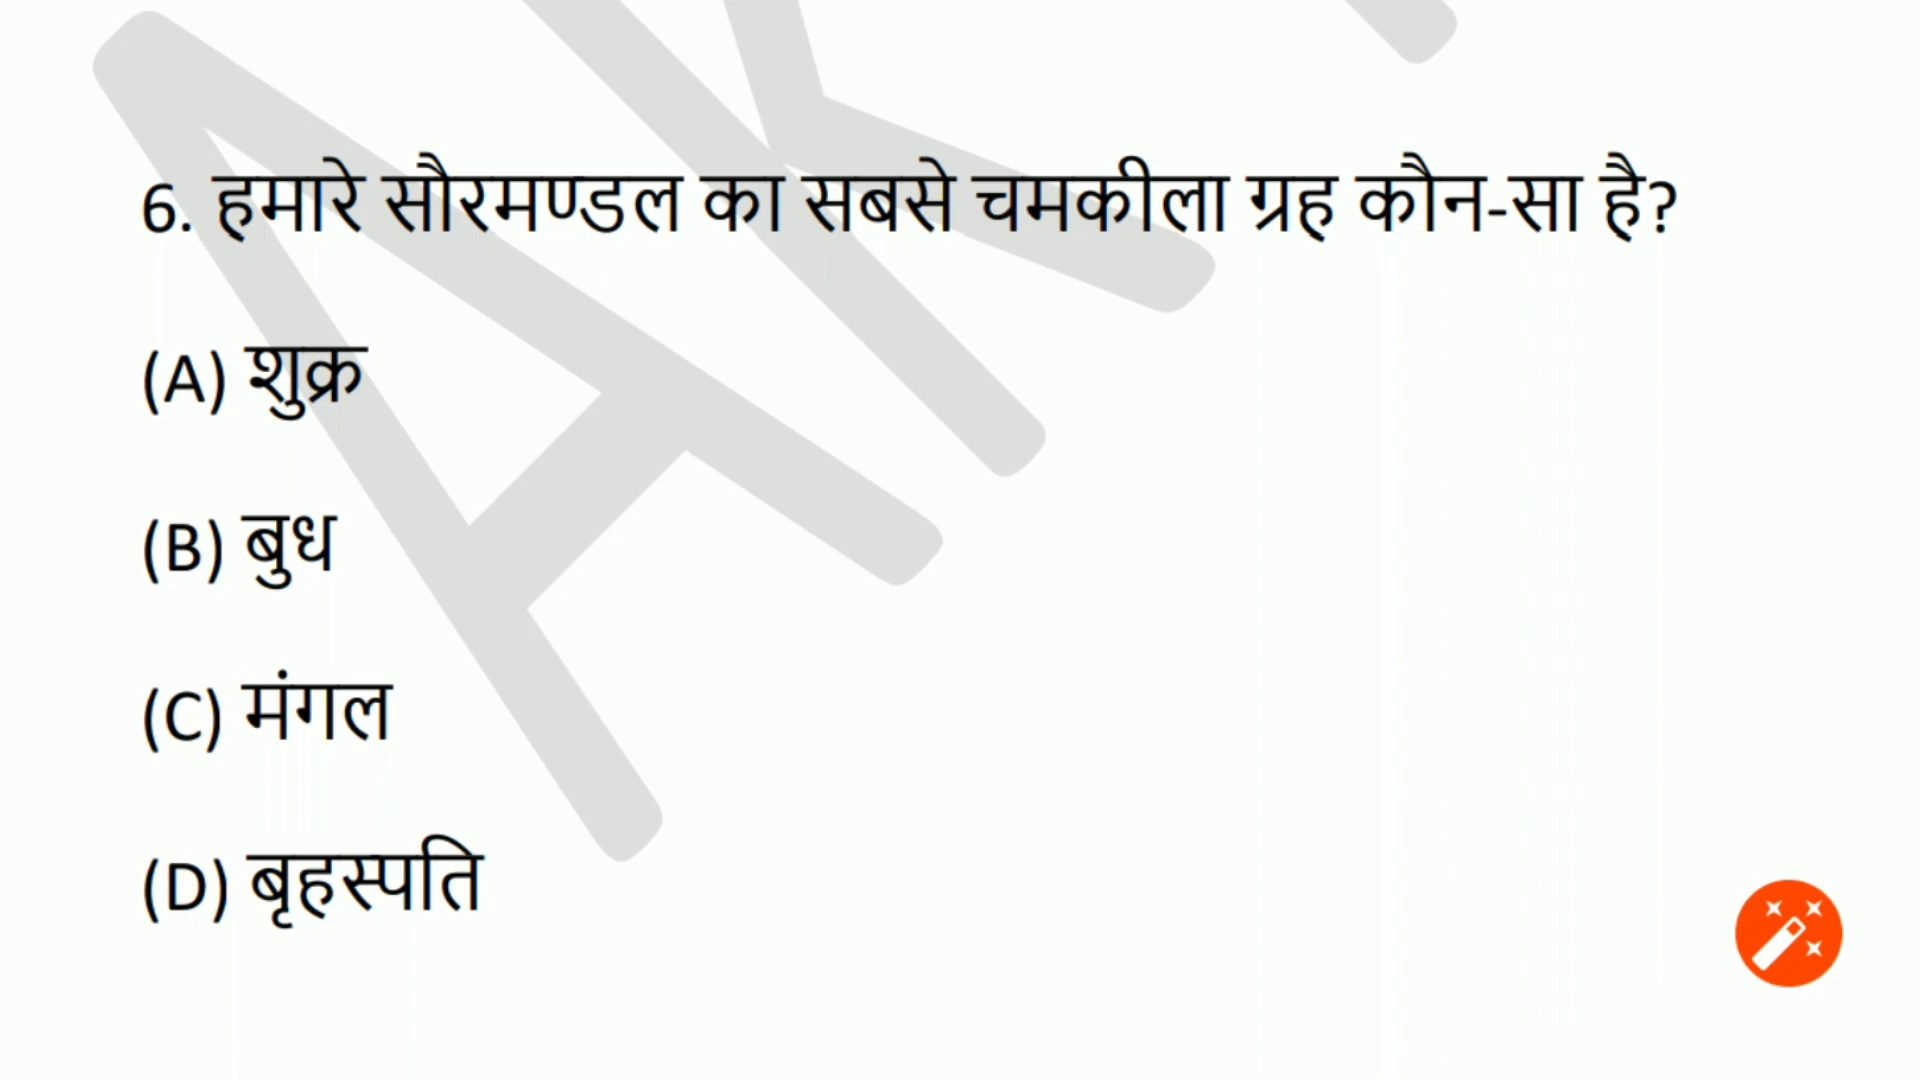 6. हमारे सौरमण्डल का सबसे चमकीला ग्रह कौन-सा है?
(A) शुक्र
(B) बुध
(C) मंगल
(D) बृहस्पति